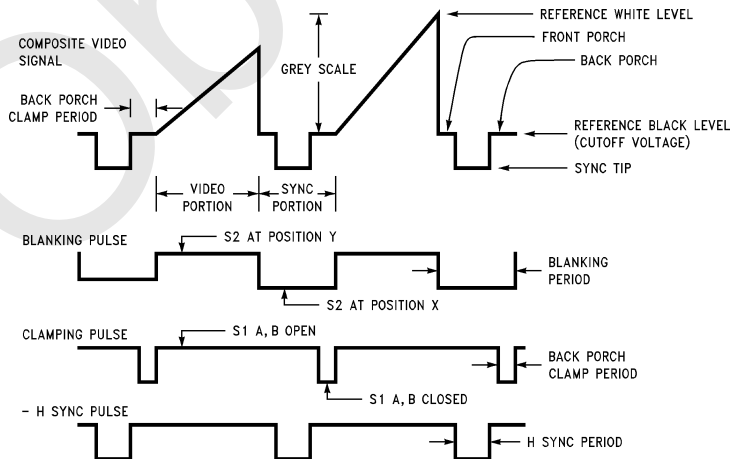 REFERENCE WHITE LEVEL
FRONT PORCH
COMPOSITE VIDEO
SIGNAL
GREY SCALE
BACK PORCH
BACK PORCH
CLAMP PERIOD
REFERENCE BLACK LEVEL
(CUTOFF VOLTAGE)
SYNC TIP
VIDEO
PORTION
SYNC
PORTION
BLANKING PULSE
S2 AT POSITION Y
BLANKING
PERIOD
S2 AT POSITION X
CLAMPING PULSE
S1 A, B OPEN
BACK PORCH
CLAMP PERIOD
S1 A, B CLOSED
- H SYNC PULSE
H SYNC PERIOD